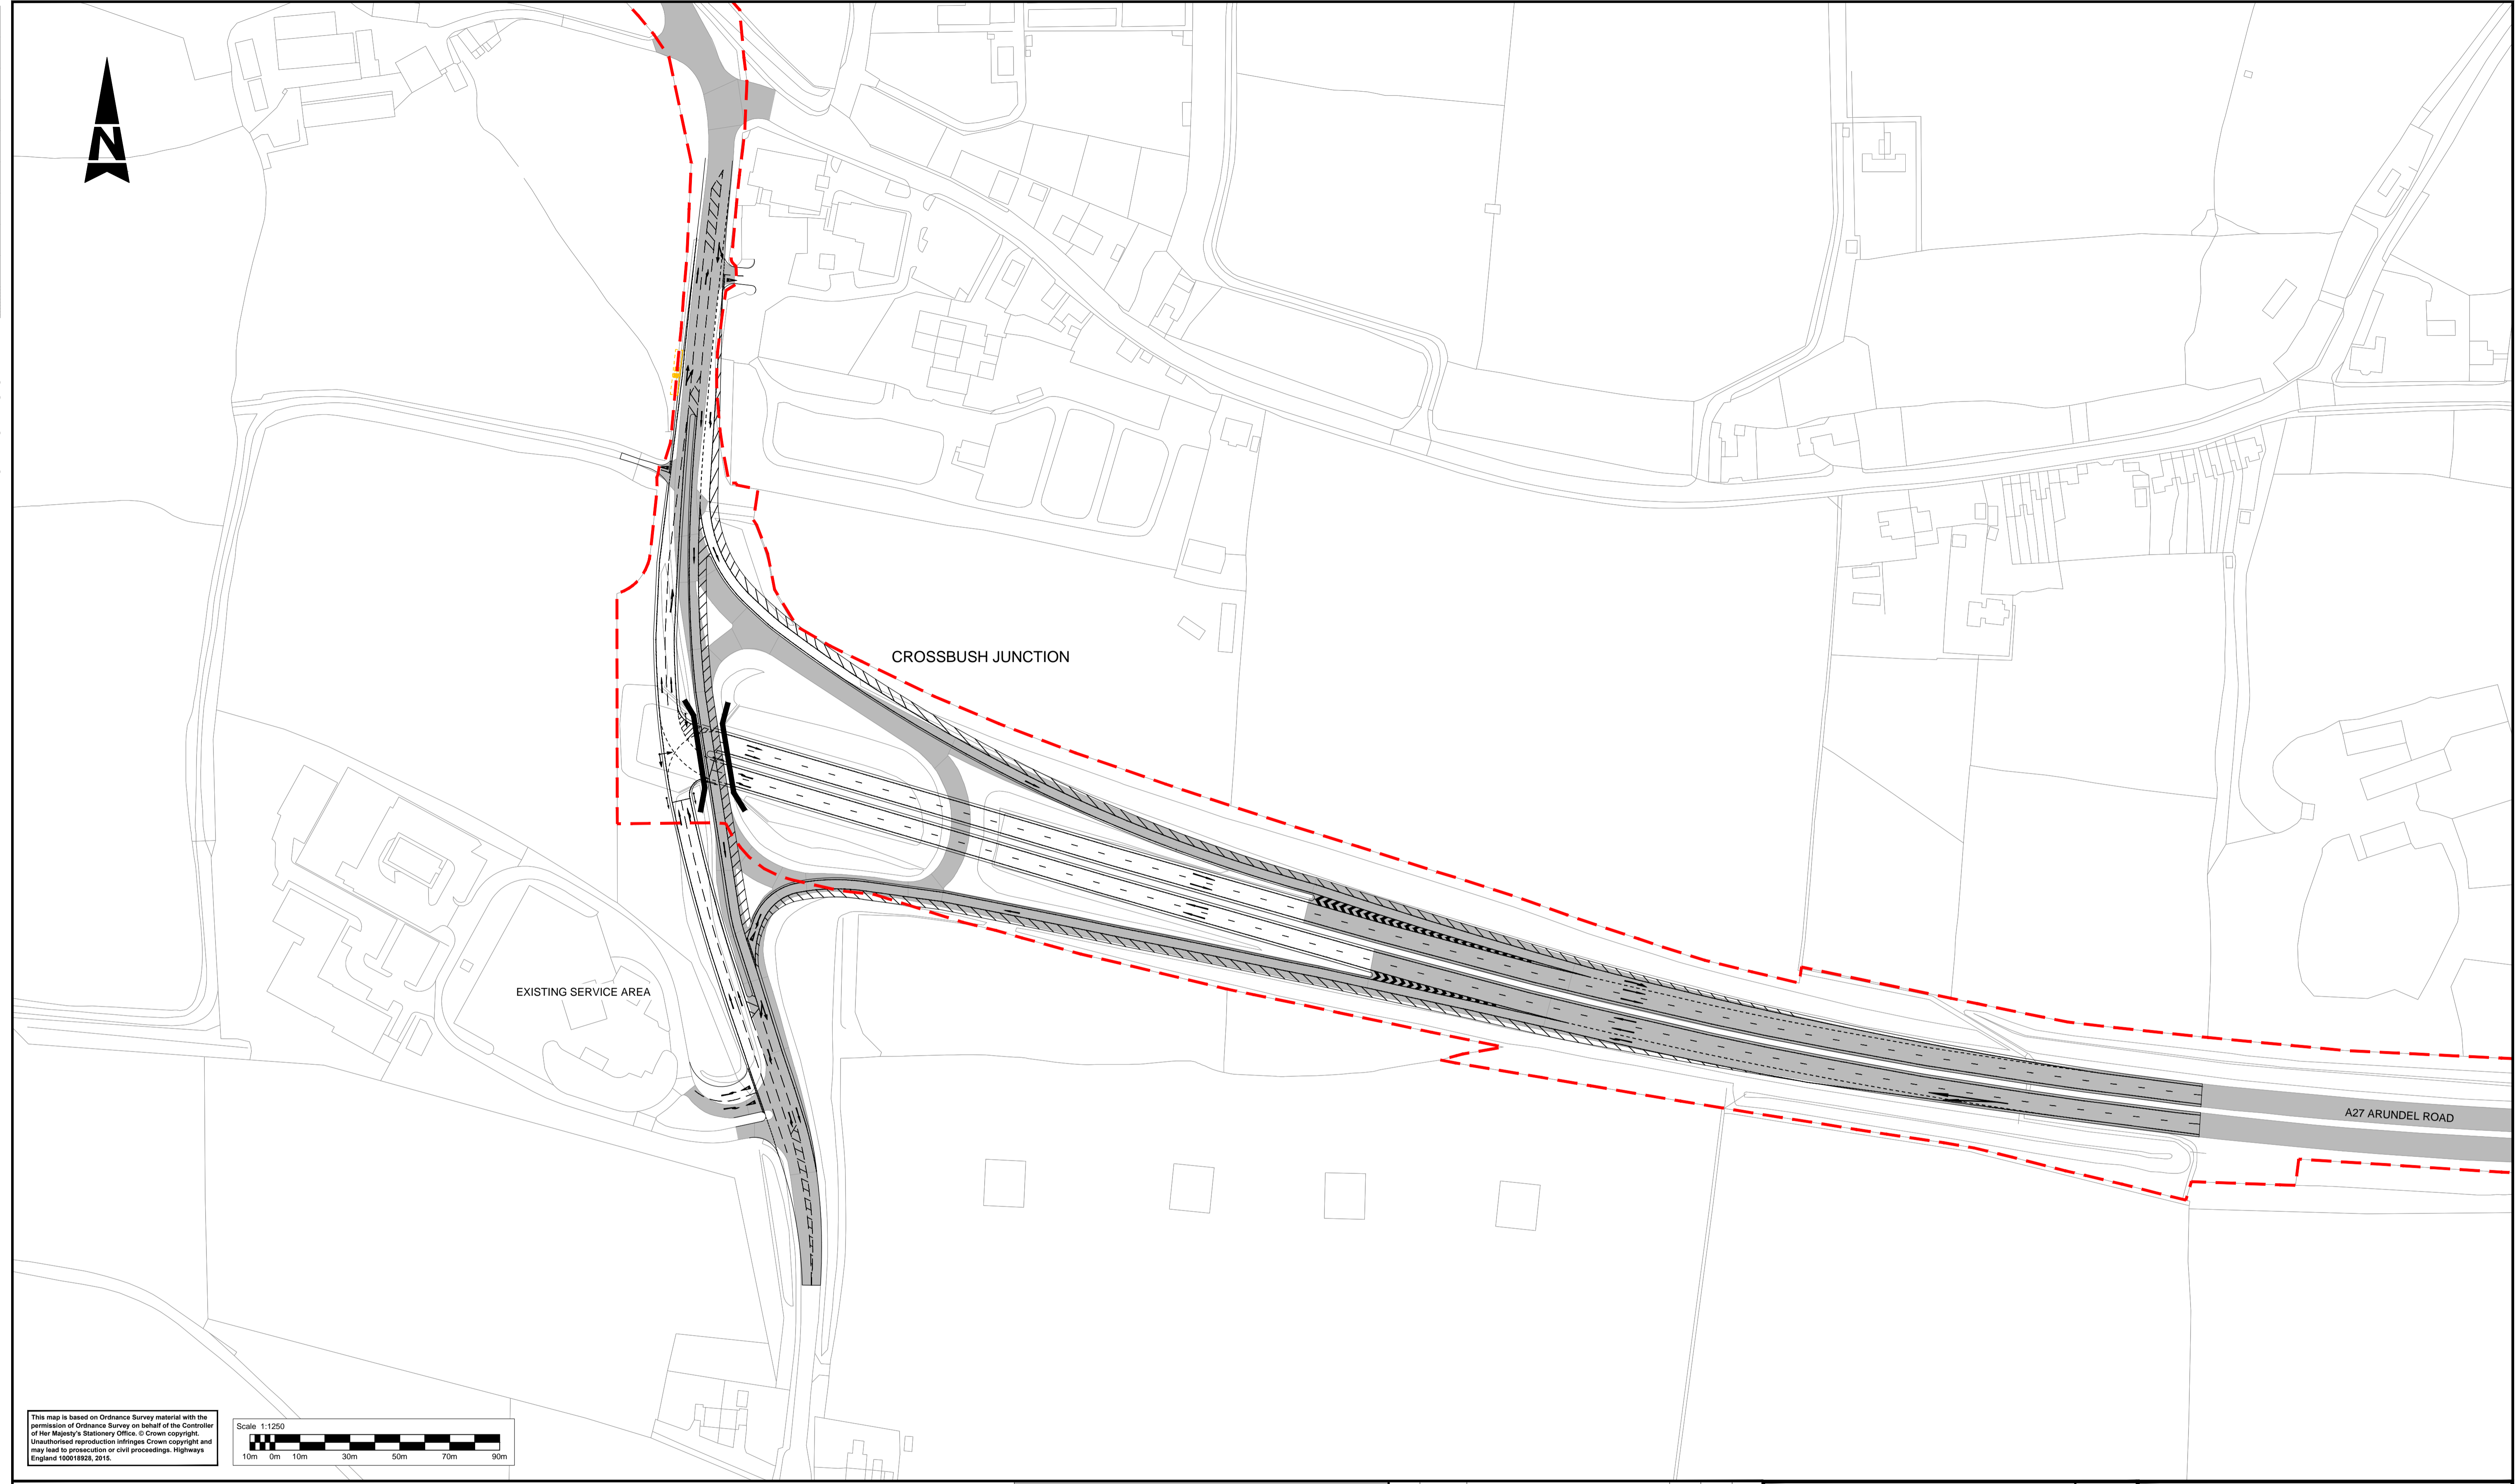 N
CROSSBUSH JUNCTION
EXISTING SERVICE AREA
A27 ARUNDEL ROAD
This map is based on Ordnance Survey material with the
permission of Ordnance Survey on behalf of the Controller
of Her Majesty's Stationery Office. © Crown copyright.
Unauthorised reproduction infringes Crown copyright and
may lead to prosecution or civil proceedings. Highways
England 100018928, 2015.
Scale 1:1250
10m 0m 10m 30m 50m 70m 90m